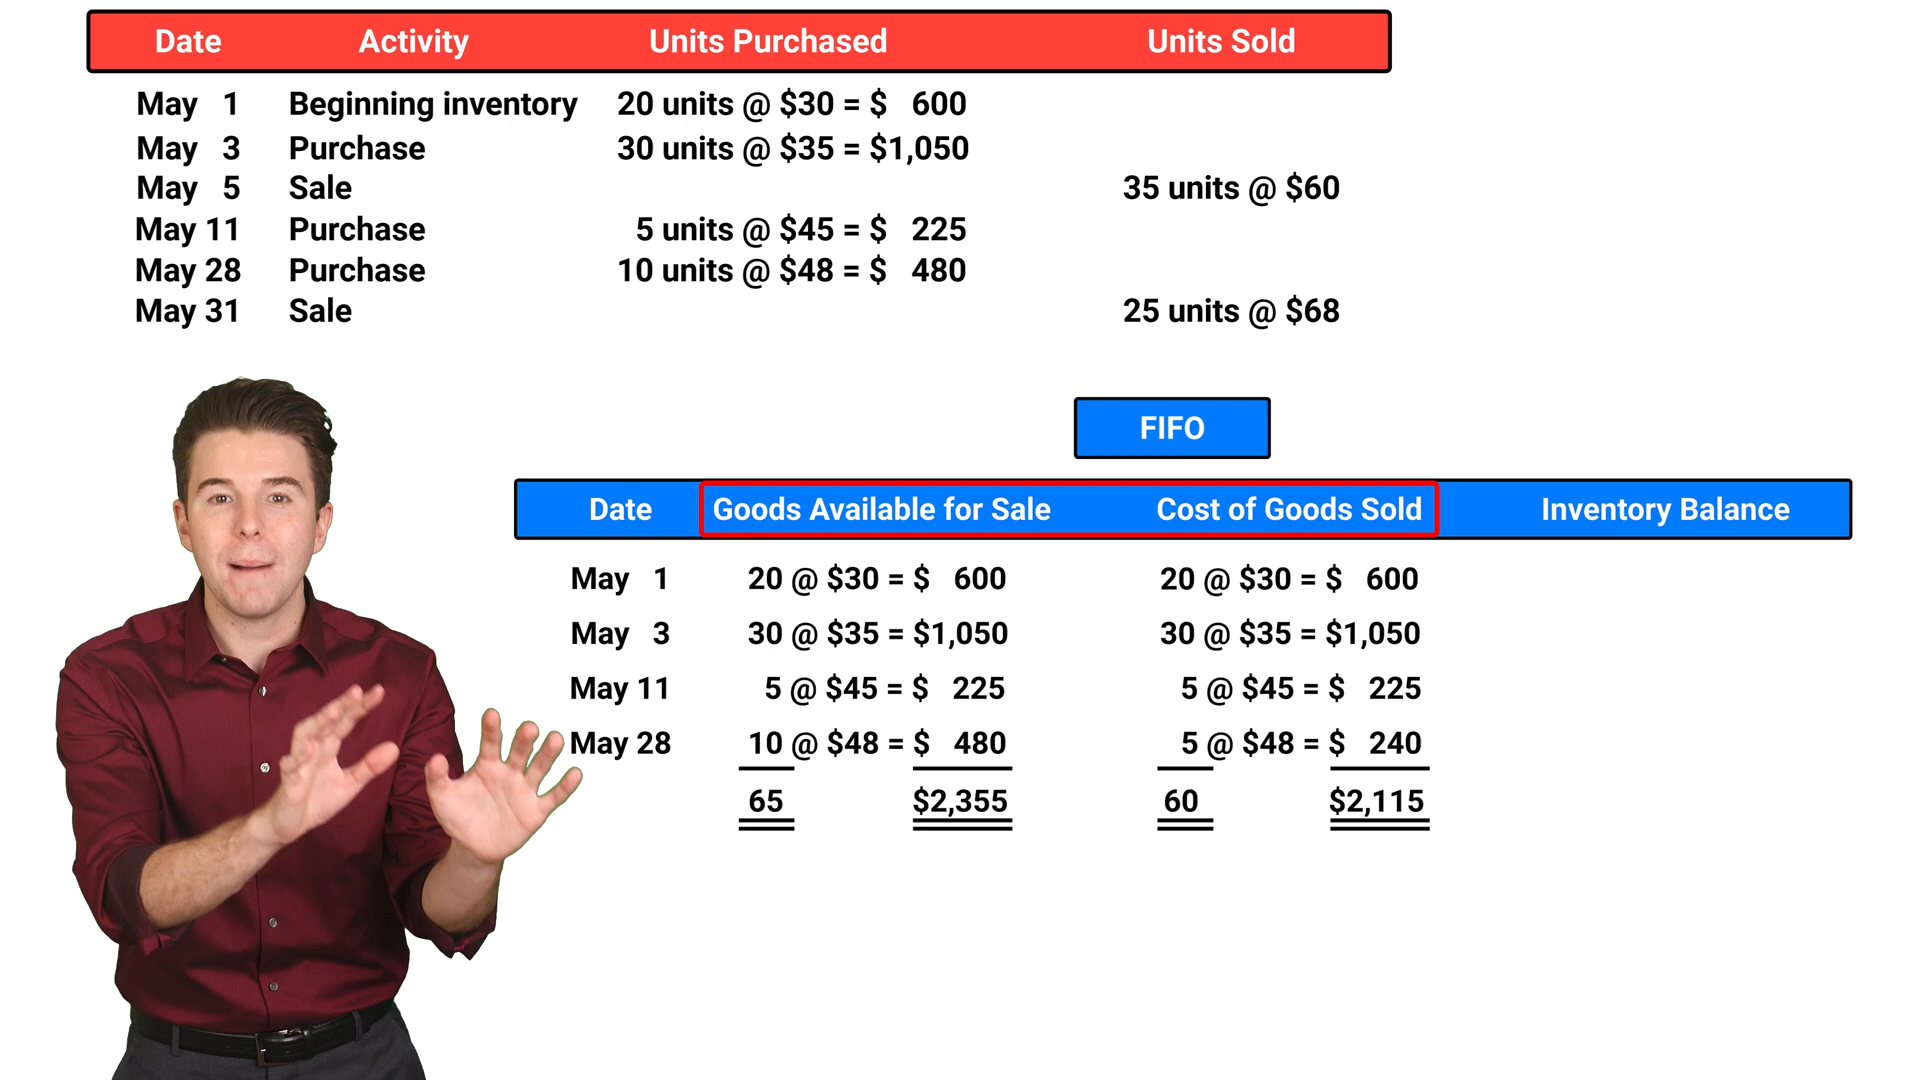 Date Activity Units Purchased Units Sold
May 1 Beginning inventory 20 units @ $30 = $ 600
May 3 Purchase 30 units @ $35 = $1,050
May 5 Sale 35 units @ $60
May 11 Purchase 5 units @ $45 = $ 225
May 28 Purchase 10 units @ $48 = $ 480
May 31 Sale 25 units @ $68
FIFO
Date Goods Available for Sale Cost of Goods Sold Inventory Balance
May 1 20 @ $30 = $ 600 20 @ $30 = $ 600
May 3 30 @ $35 = $1,050 30 @ $35 = $1,050
May 11 5 @ $45 = $ 225 5 @ $45 = $ 225
May 28 10 @ $48 = $ 480 5 @ $48 = $ 240
65 $2,355 60 $2,115